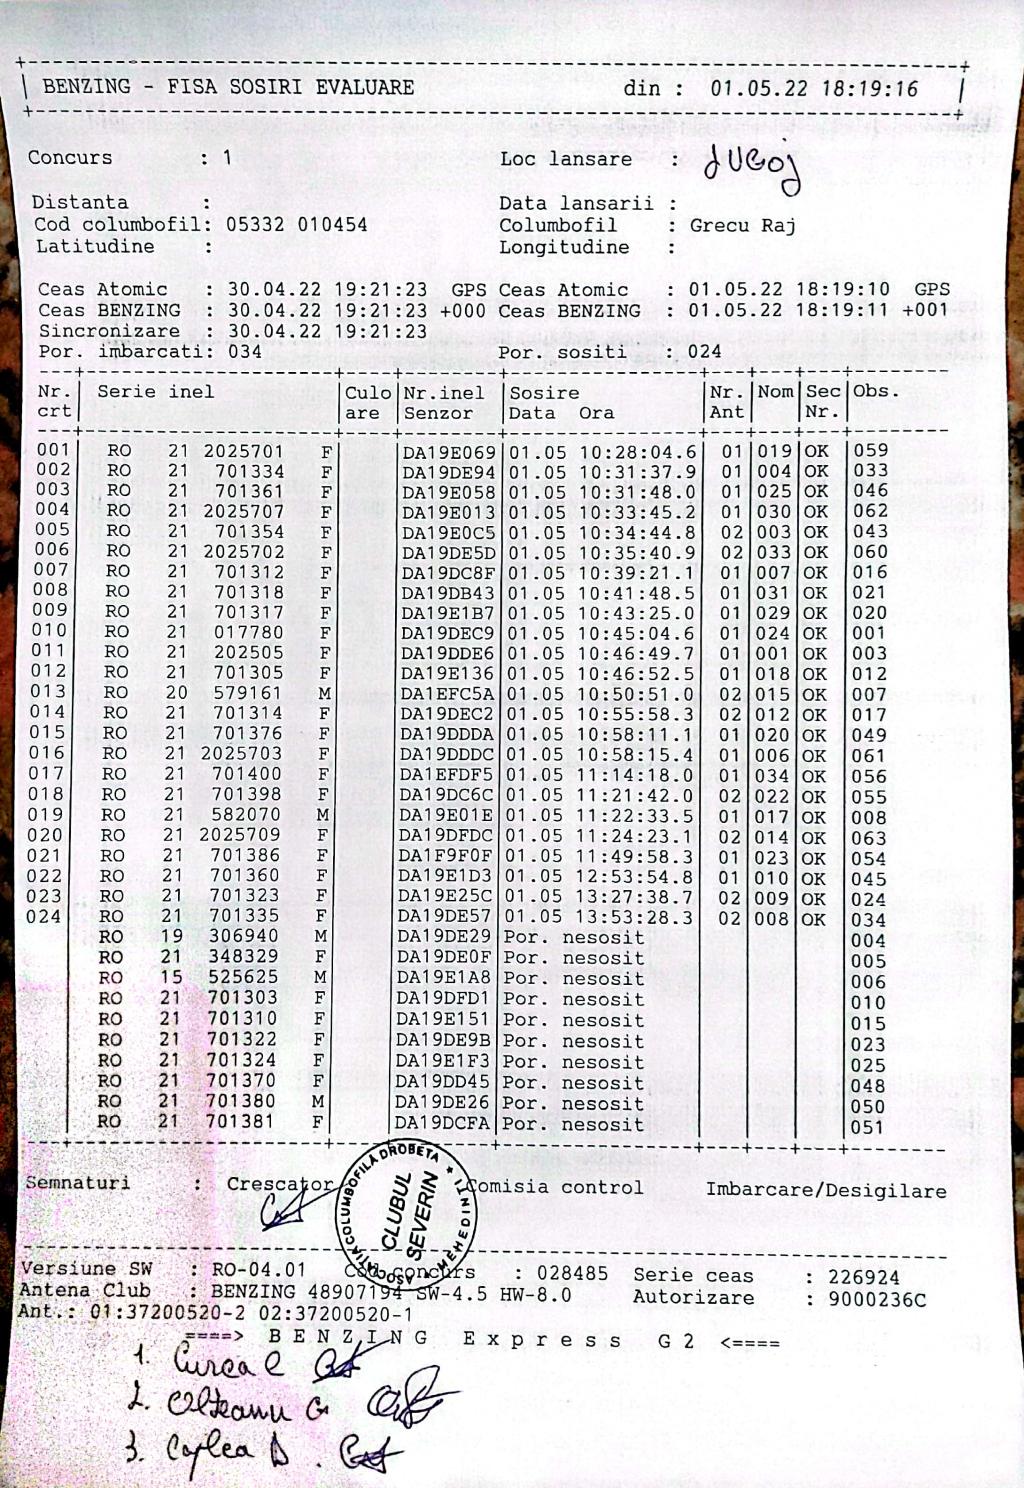 BENZING - FISA SOSIRI EVALUARE din : 01.05.22 18:19:16
Concurs : 1 Loc lansare : Jugoj
Distanta : Data lansarii :
Cod columbofil: 05332 010454 Columbofil : Grecu Raj
Latitudine : Longitudine :
Ceas Atomic : 30.04.22 19:21:23 GPS Ceas Atomic : 01.05.22 18:19:10 GPS
Ceas BENZING : 30.04.22 19:21:23 +000 Ceas BENZING : 01.05.22 18:19:11 +001
Sincronizare : 30.04.22 19:21:23
Por. imbarcati: 034 Por. sositi : 024
Nr. Serie inel Culo Nr.inel Sosire Nr. Nom Sec Obs.
crt are Senzor Data Ora Ant Nr.
001 RO 21 2025701 F DA19E069 01.05 10:28:04.6 01 019 OK 059
002 RO 21 701334 F DA19DE94 01.05 10:31:37.9 01 004 OK 033
003 RO 21 701361 F DA19E058 01.05 10:31:48.0 01 025 OK 046
004 RO 21 2025707 F DA19E013 01.05 10:33:45.2 01 030 OK 062
005 RO 21 701354 F DA19E0C5 01.05 10:34:44.8 02 003 OK 043
006 RO 21 2025702 F DA19DE5D 01.05 10:35:40.9 02 033 OK 060
007 RO 21 701312 F DA19DC8F 01.05 10:39:21.1 01 007 OK 016
008 RO 21 701318 F DA19DB43 01.05 10:41:48.5 01 031 OK 021
009 RO 21 701317 F DA19E1B7 01.05 10:43:25.0 01 029 OK 020
010 RO 21 017780 F DA19DEC9 01.05 10:45:04.6 01 024 OK 001
011 RO 21 202505 F DA19DDE6 01.05 10:46:49.7 01 001 OK 003
012 RO 21 701305 F DA19E136 01.05 10:46:52.5 01 018 OK 012
013 RO 20 579161 M DA1EFC5A 01.05 10:50:51.0 02 015 OK 007
014 RO 21 701314 F DA19DEC2 01.05 10:55:58.3 02 012 OK 017
015 RO 21 701376 F DA19DDDA 01.05 10:58:11.1 01 020 OK 049
016 RO 21 2025703 F DA19DDDC 01.05 10:58:15.4 01 006 OK 061
017 RO 21 701400 F DA1EFDF5 01.05 11:14:18.0 01 034 OK 056
018 RO 21 701398 F DA19DC6C 01.05 11:21:42.0 02 022 OK 055
019 RO 21 582070 M DA19E01E 01.05 11:22:33.5 01 017 OK 008
020 RO 21 2025709 F DA19DFDC 01.05 11:24:23.1 02 014 OK 063
021 RO 21 701386 F DA1F9F0F 01.05 11:49:58.3 01 023 OK 054
022 RO 21 701360 F DA19E1D3 01.05 12:53:54.8 01 010 OK 045
023 RO 21 701323 F DA19E25C 01.05 13:27:38.7 02 009 OK 024
024 RO 21 701335 F DA19DE57 01.05 13:53:28.3 02 008 OK 034
RO 19 306940 M DA19DE29 Por. nesosit 004
RO 21 348329 F DA19DE0F Por. nesosit 005
RO 15 525625 M DA19E1A8 Por. nesosit 006
RO 21 701303 F DA19DFD1 Por. nesosit 010
RO 21 701310 F DA19E151 Por. nesosit 015
RO 21 701322 F DA19DE9B Por. nesosit 023
RO 21 701324 F DA19E1F3 Por. nesosit 025
RO 21 701370 F DA19DD45 Por. nesosit 048
RO 21 701380 M DA19DE26 Por. nesosit 050
RO 21 701381 F DA19DCFA Por. nesosit 051
ASOCIAȚIA COLUMBOFILA DROBETA * MEHEDINTI *
CLUBUL
SEVERIN
Semnaturi : Crescator Comisia control Imbarcare/Desigilare
Versiune SW : RO-04.01 Cod concurs : 028485 Serie ceas : 226924
Antena Club : BENZING 48907194 SW-4.5 HW-8.0 Autorizare : 9000236C
Ant.: 01:37200520-2 02:37200520-1
====> B E N Z I N G E x p r e s s G 2 <====
1. Curea C
2. Olteanu G
3. Coplea D.